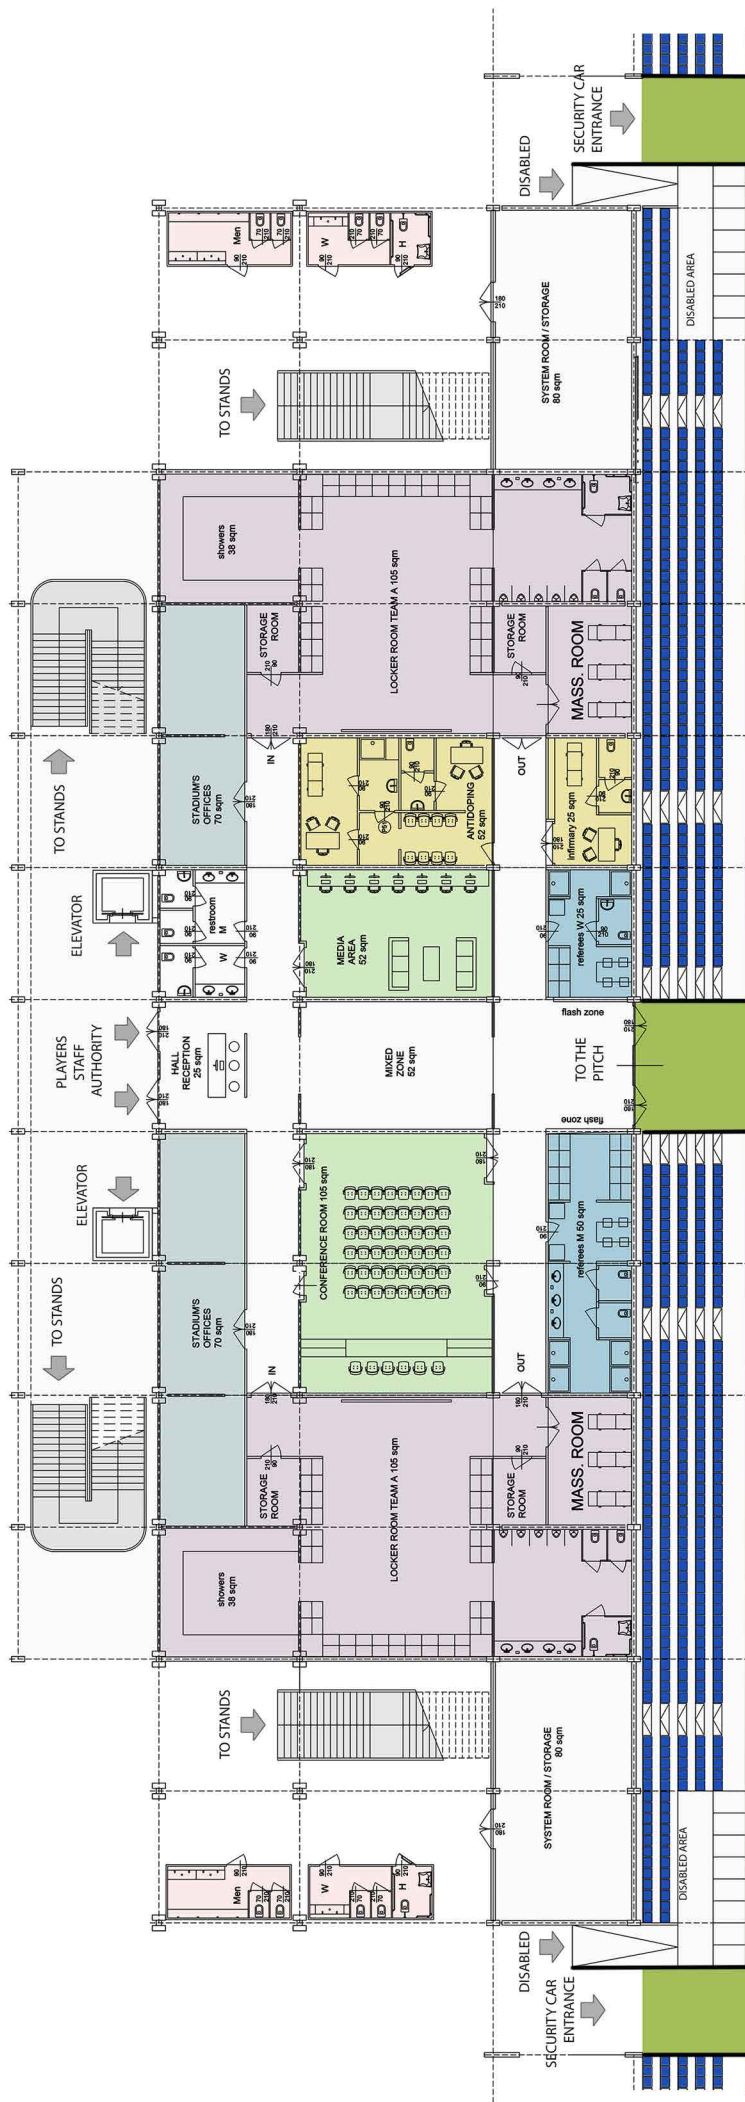 TO STANDS
ELEVATOR
PLAYERS
STAFF
AUTHORITY
ELEVATOR
TO STANDS
Men
showers
38 sqm
STADIUM'S
OFFICES
70 sqm
HALL
RECEPTION
25 sqm
W
restroom
M
STADIUM'S
OFFICES
70 sqm
showers
38 sqm
Men
TO STANDS
STORAGE
ROOM
IN
IN
STORAGE
ROOM
TO STANDS
W
H
LOCKER ROOM TEAM A 105 sqm
CONFERENCE ROOM 105 sqm
MIXED
ZONE
52 sqm
MEDIA
AREA
52 sqm
ANTIDOPING
52 sqm
LOCKER ROOM TEAM A 105 sqm
W
H
DISABLED
SECURITY CAR
ENTRANCE
SYSTEM ROOM / STORAGE
80 sqm
STORAGE
ROOM
OUT
OUT
STORAGE
ROOM
SYSTEM ROOM / STORAGE
80 sqm
DISABLED
SECURITY CAR
ENTRANCE
MASS. ROOM
referees M 50 sqm
flash zone
TO THE
PITCH
flash zone
referees W 25 sqm
infirmary 25 sqm
MASS. ROOM
DISABLED AREA
DISABLED AREA